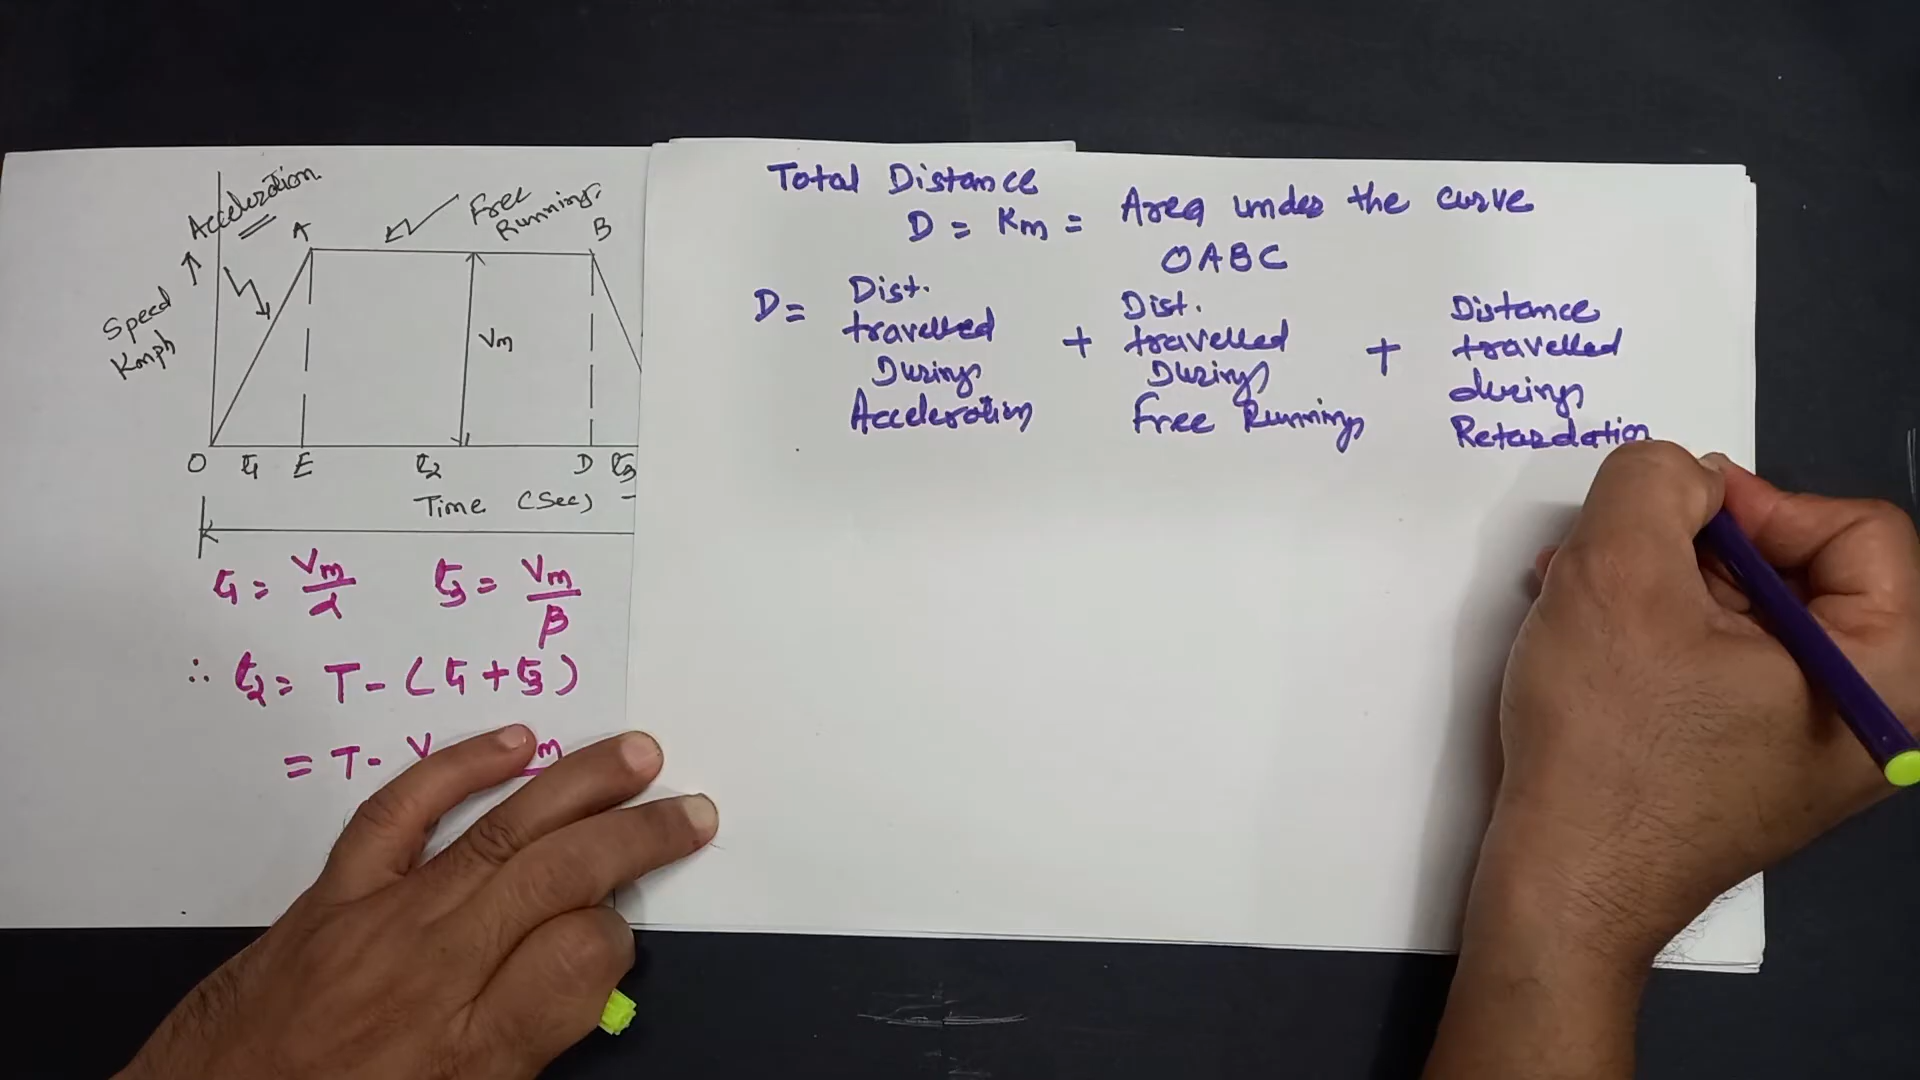 Acceleration
Free
Running.
A
B
Speed
Kmph
Vm
O t1 E t2 D t3
Time (Sec)
t1 = Vm/α t3 = Vm/β
∴ t2 = T - (t1 + t3)
= T - V m
Total Distance
D = Km = Area under the curve
OABC
D = Dist. travelled During Acceleration + Dist. travelled During Free Running + Distance travelled during Retardation